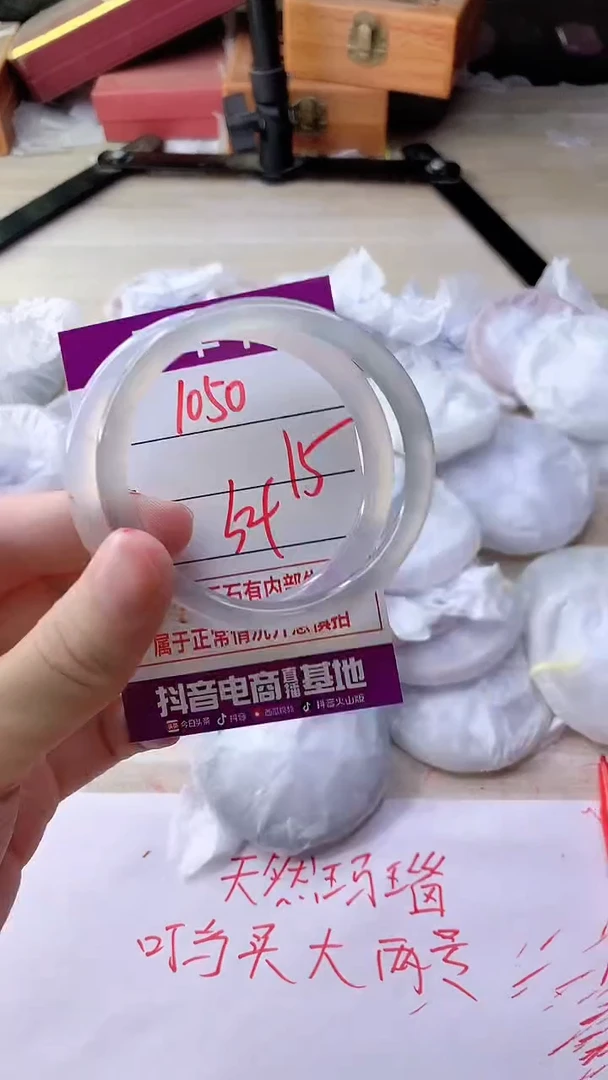 1050
15
54
玉石有内部
属于正常情况介意慎拍
抖音电商直播基地
今日头条 抖音 西瓜视频 抖音火山版
天然玛瑙
叮当买大两号